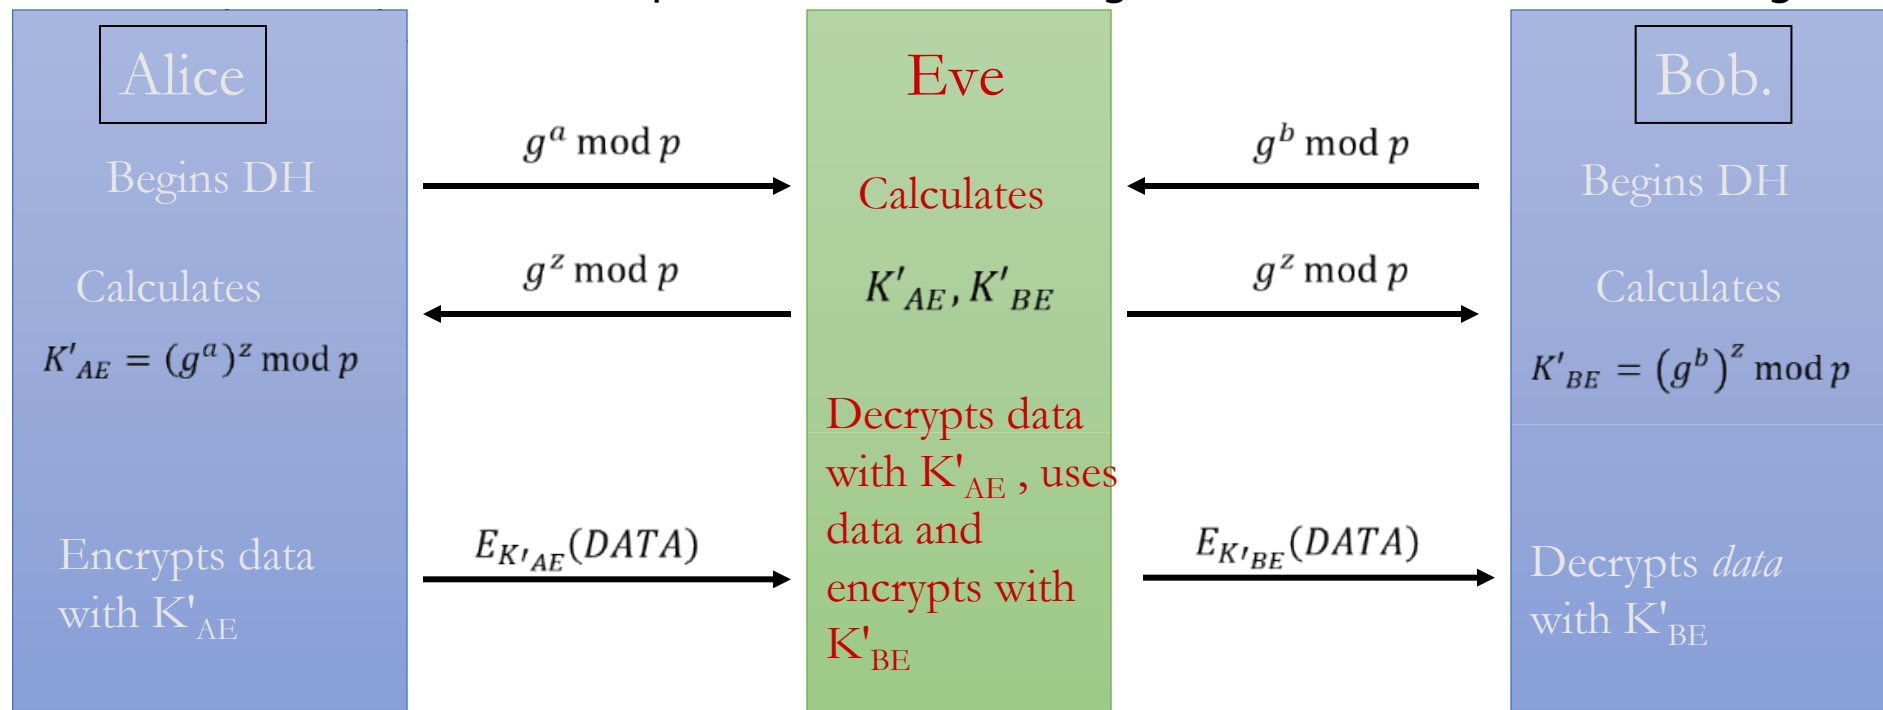 Alice
Begins DH
Calculates
K'_{AE} = (g^a)^z mod p
Encrypts data
with K'_{AE}
g^a mod p
g^z mod p
E_{K'_{AE}}(DATA)
Eve
Calculates
K'_{AE}, K'_{BE}
Decrypts data
with K'_{AE} , uses
data and
encrypts with
K'_{BE}
g^b mod p
g^z mod p
E_{K'_{BE}}(DATA)
Bob.
Begins DH
Calculates
K'_{BE} = (g^b)^z mod p
Decrypts data
with K'_{BE}